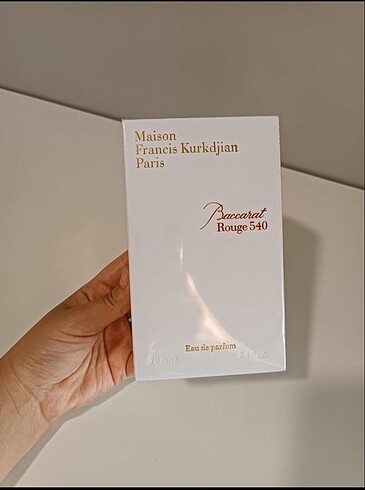 Maison
Francis Kurkdjian
Paris
Baccarat
Rouge 540
Eau de parfum